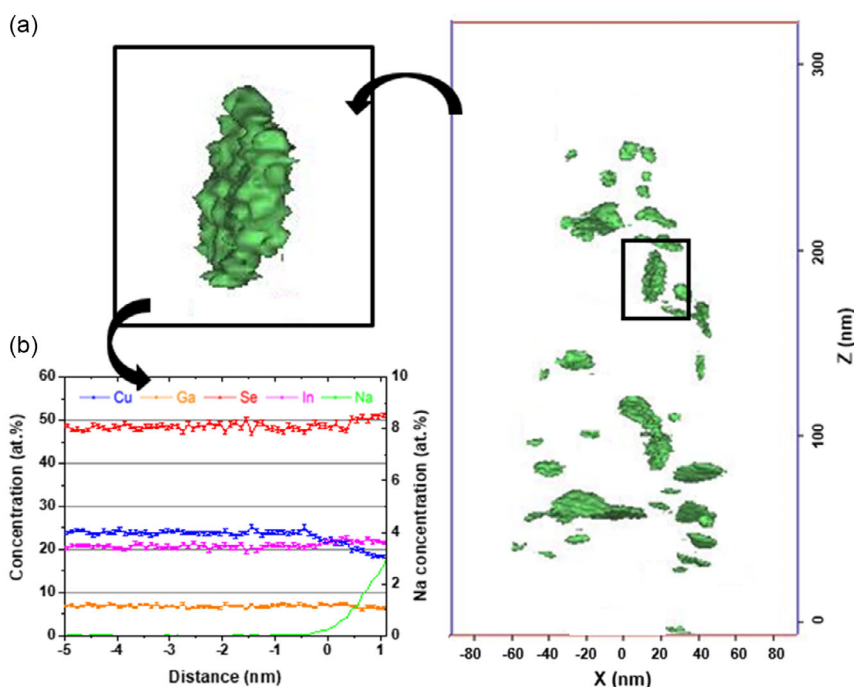 (a)
300
200
100
0
Z (nm)
-80 -60 -40 -20 0 20 40 60 80
X (nm)
(b)
60
50
40
30
20
10
0
Concentration (at.%)
Cu Ga Se In Na
10
8
6
4
2
0
Na concentration (at.%)
-5 -4 -3 -2 -1 0 1
Distance (nm)